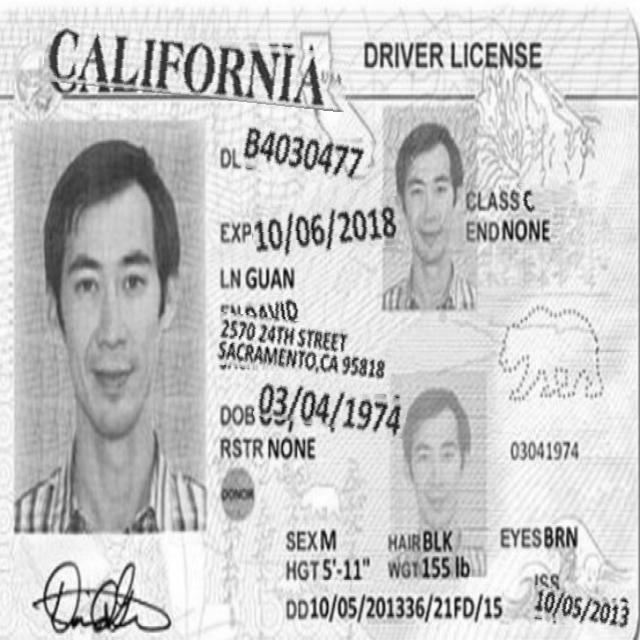 CALIFORNIA USA
DRIVER LICENSE
DL B4030477
CLASS C
EXP 10/06/2018
END NONE
LN GUAN
FN DAVID
2570 24TH STREET
SACRAMENTO, CA 95818
DOB 03/04/1974
RSTR NONE
03041974
DONOR
SEX M HAIR BLK EYES BRN
HGT 5'-11" WGT 155 lb
ISS
DD 10/05/201336/21FD/15 10/05/2013